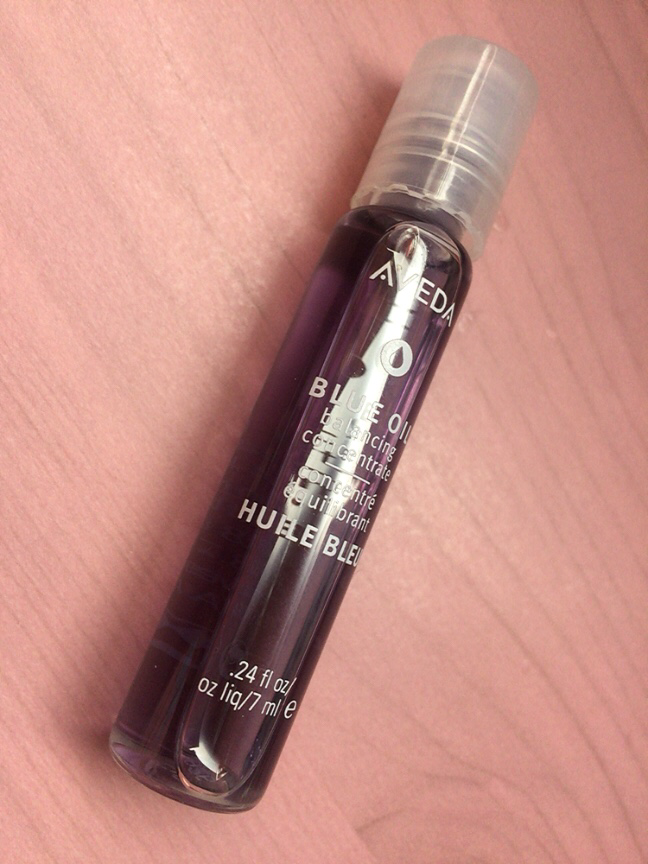 AVEDA
BLUE OIL
balancing
concentrate
concentré
équilibrant
HUILE BLEUE
.24 fl oz/
oz liq/7 ml e